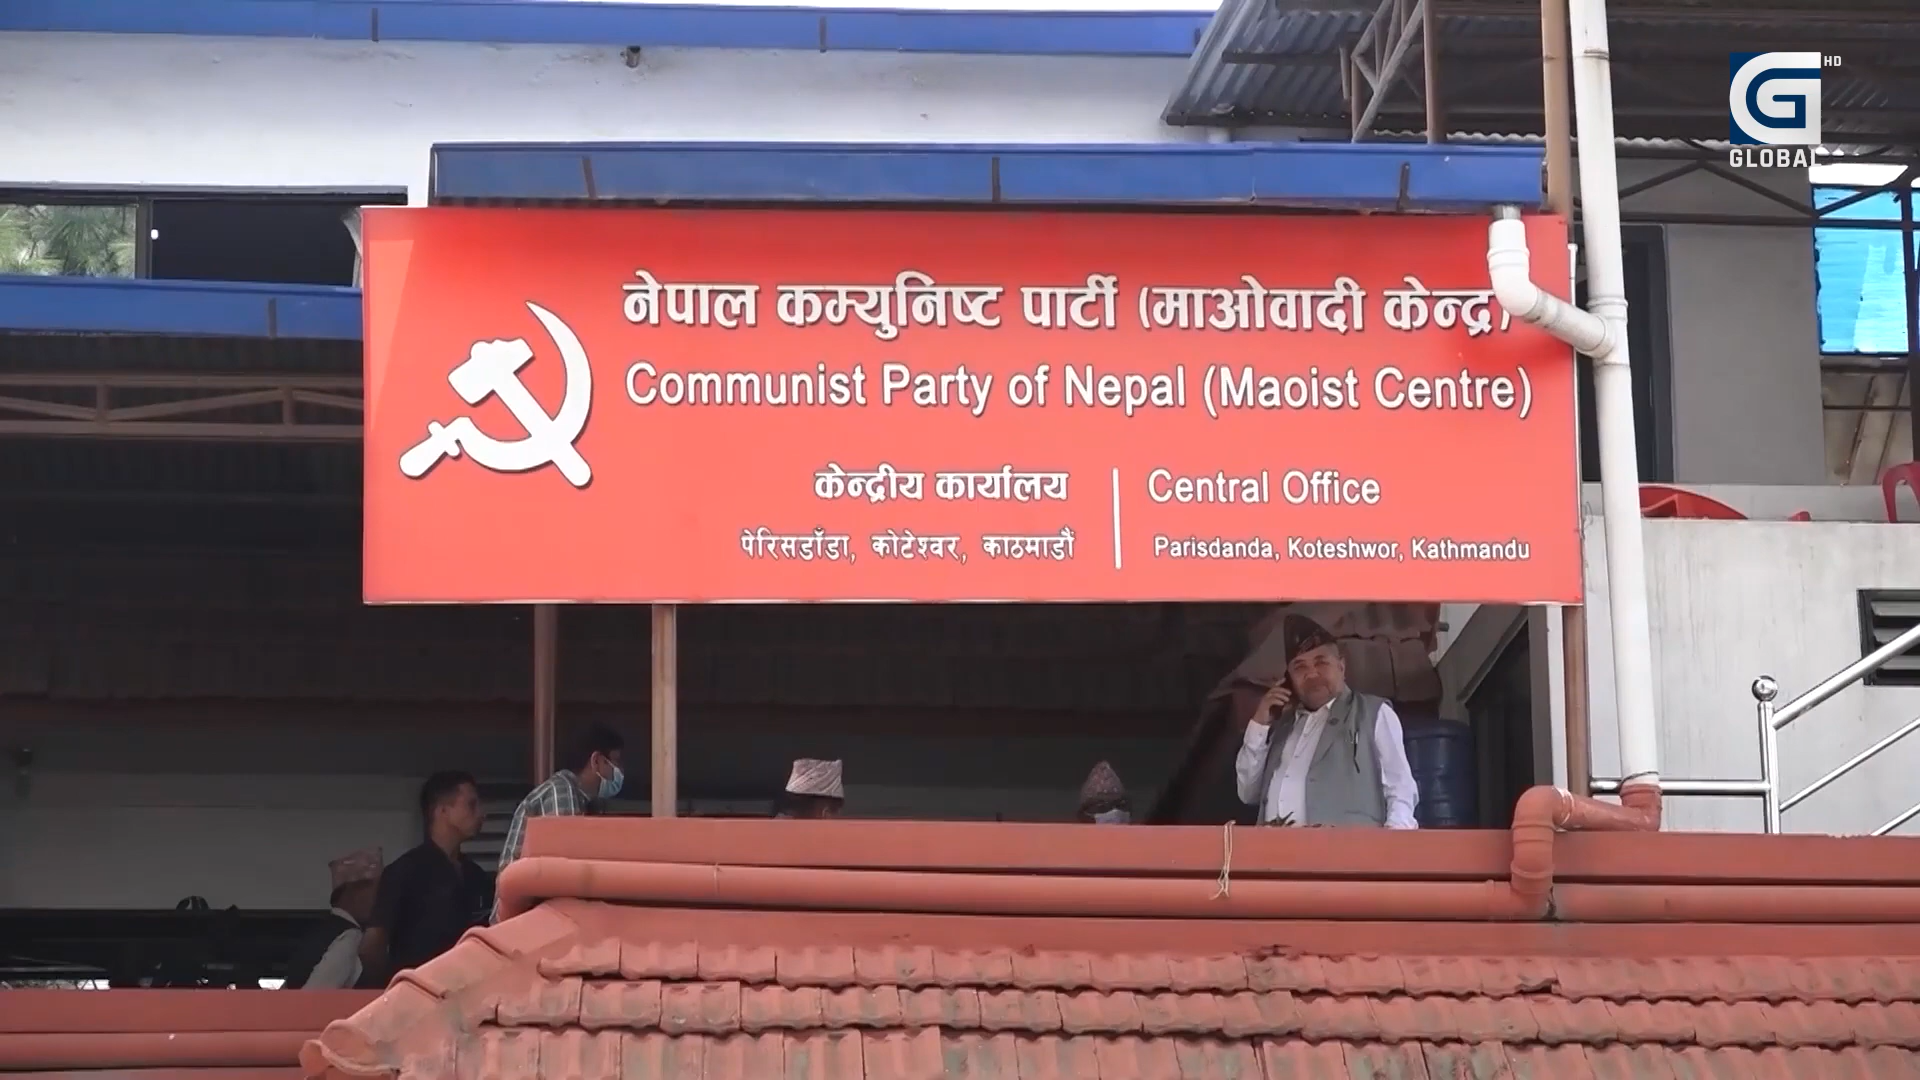 नेपाल कम्युनिष्ट पार्टी (माओवादी केन्द्र)
Communist Party of Nepal (Maoist Centre)
केन्द्रीय कार्यालय
पेरिसडाँडा, कोटेश्वर, काठमाडौं
Central Office
Parisdanda, Koteshwor, Kathmandu
G HD
GLOBAL